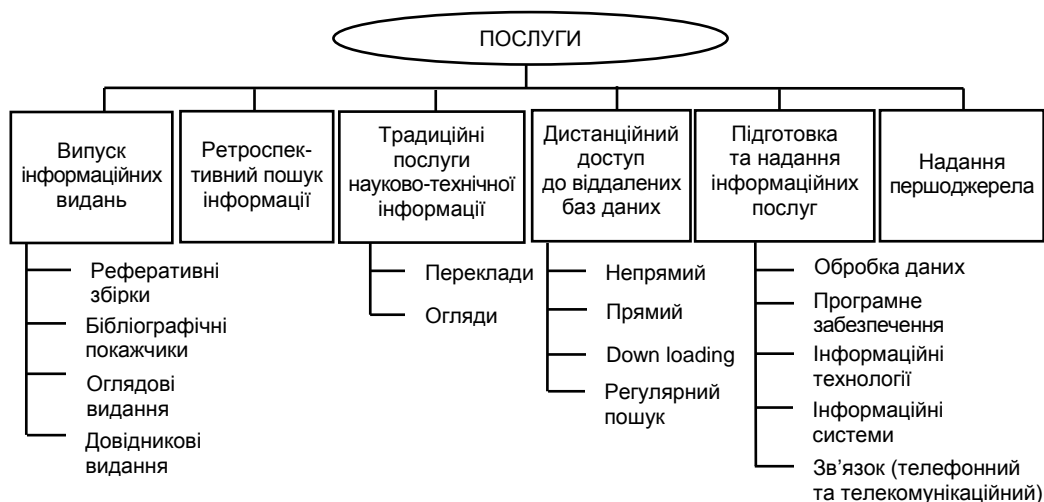 ПОСЛУГИ
Випуск
інформаційних
видань
Ретроспек-
тивний пошук
інформації
Традиційні
послуги
науково-технічної
інформації
Дистанційний
доступ
до віддалених
баз даних
Підготовка
та надання
інформаційних
послуг
Надання
першоджерела
Реферативні
збірки
Бібліографічні
покажчики
Оглядові
видання
Довідникові
видання
Переклади
Огляди
Непрямий
Прямий
Down loading
Регулярний
пошук
Обробка даних
Програмне
забезпечення
Інформаційні
технології
Інформаційні
системи
Зв'язок (телефонний
та телекомунікаційний)